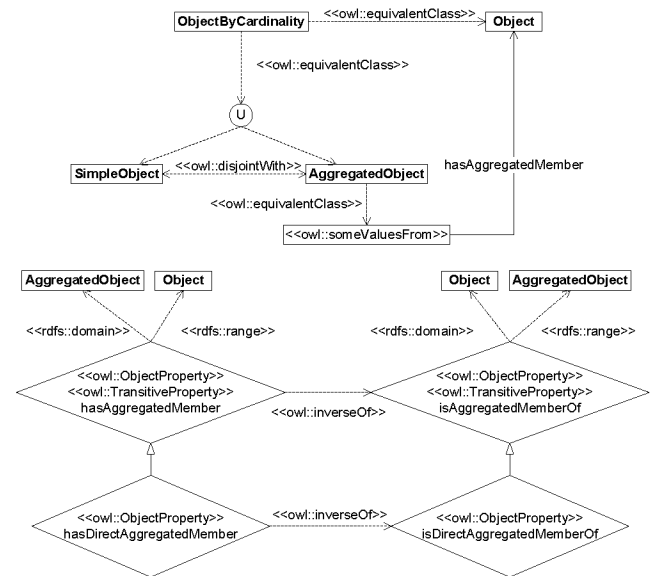 ObjectByCardinality
<<owl::equivalentClass>>
Object
<<owl::equivalentClass>>
U
SimpleObject
<<owl::disjointWith>>
AggregatedObject
hasAggregatedMember
<<owl::equivalentClass>>
<<owl::someValuesFrom>>
AggregatedObject
Object
Object
AggregatedObject
<<rdfs::domain>>
<<rdfs::range>>
<<rdfs::domain>>
<<rdfs::range>>
<<owl::ObjectProperty>>
<<owl::TransitiveProperty>>
hasAggregatedMember
<<owl::inverseOf>>
<<owl::ObjectProperty>>
<<owl::TransitiveProperty>>
isAggregatedMemberOf
<<owl::ObjectProperty>>
hasDirectAggregatedMember
<<owl::inverseOf>>
<<owl::ObjectProperty>>
isDirectAggregatedMemberOf